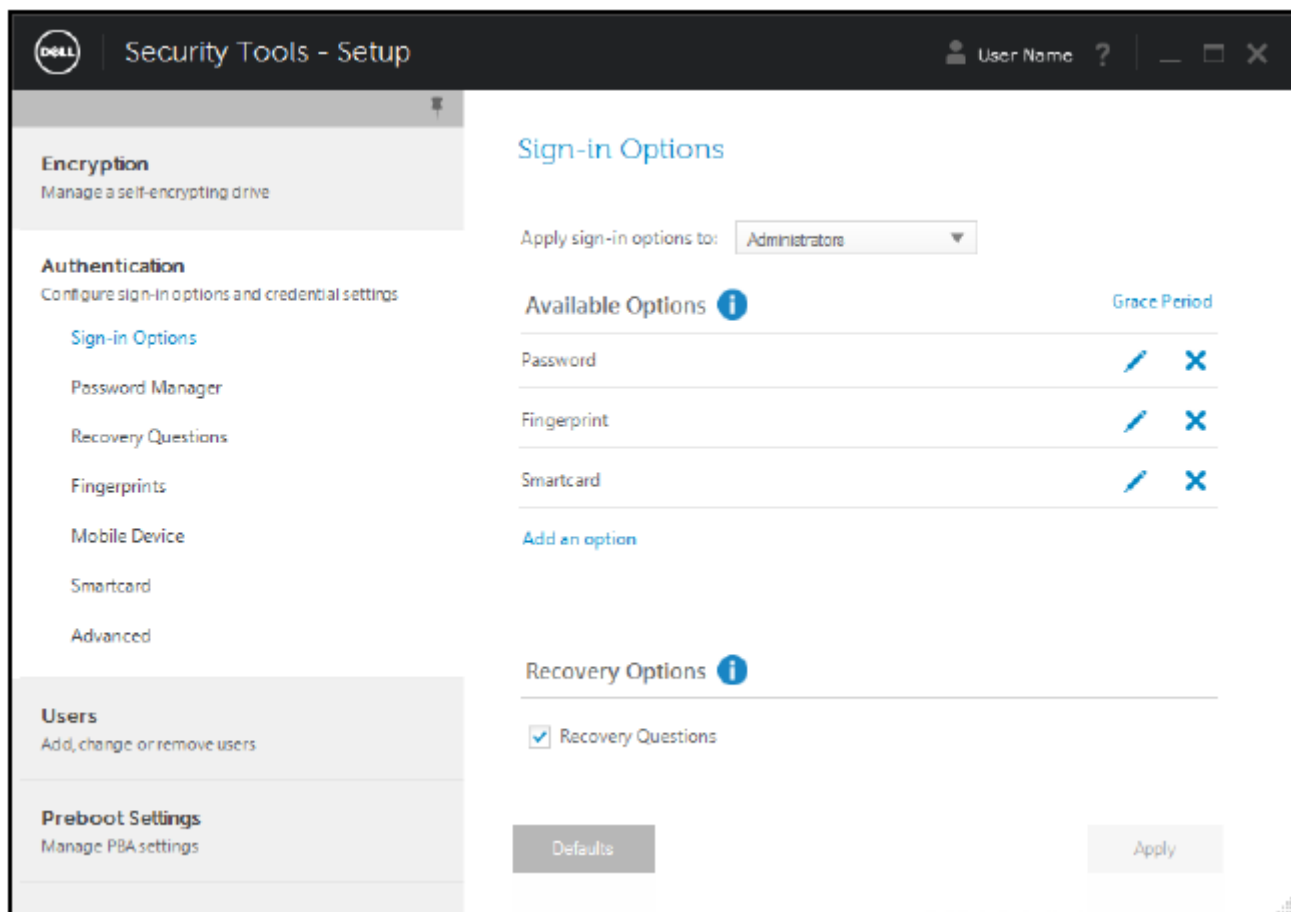 DELL
Security Tools - Setup
User Name ?
Encryption
Manage a self-encrypting drive
Authentication
Configure sign-in options and credential settings
Sign-in Options
Password Manager
Recovery Questions
Fingerprints
Mobile Device
Smartcard
Advanced
Users
Add, change or remove users
Preboot Settings
Manage PBA settings
Sign-in Options
Apply sign-in options to: Administrators
Available Options i Grace Period
Password
Fingerprint
Smartcard
Add an option
Recovery Options i
Recovery Questions
Defaults Apply